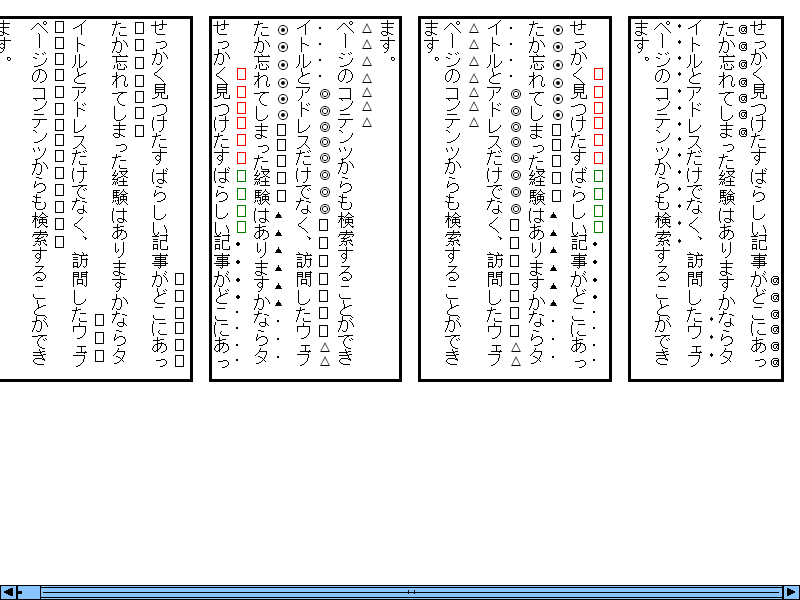 せっかく見つけたすばらしい記事がどこにあっ
たか忘れてしまった経験はありますかならタ
イトルとアドレスだけでなく、訪問したウェブ
ページのコンテンツからも検索することができ
ます。
せっかく見つけたすばらしい記事がどこにあっ
たか忘れてしまった経験はありますかならタ
イトルとアドレスだけでなく、訪問したウェブ
ページのコンテンツからも検索することができ
ます。
せっかく見つけたすばらしい記事がどこにあっ
たか忘れてしまった経験はありますかならタ
イトルとアドレスだけでなく、訪問したウェブ
ページのコンテンツからも検索することができ
ます。
せっかく見つけたすばらしい記事がどこにあっ
たか忘れてしまった経験はありますかならタ
イトルとアドレスだけでなく、訪問したウェブ
ページのコンテンツからも検索することができ
ます。